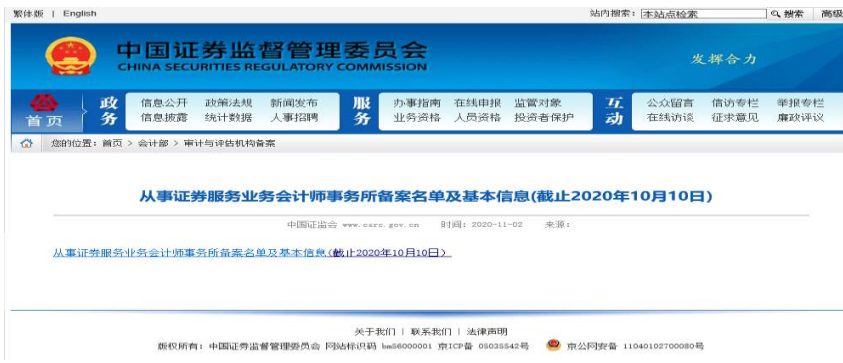 繁体版 | English 站内搜索: 本站点检索 搜索 高级
中国证券监督管理委员会
CHINA SECURITIES REGULATORY COMMISSION
发挥合力
首页 政务 信息公开 政策法规 新闻发布 服务 办事指南 在线申报 监管对象 互动 公众留言 信访专栏 举报专栏
信息披露 统计数据 人事招聘 业务资格 人员资格 投资者保护 在线访谈 征求意见 廉政评议
您的位置: 首页 > 会计部 > 审计与评估机构备案
从事证券服务业务会计师事务所备案名单及基本信息(截止2020年10月10日)
中国证监会 www.csrc.gov.cn 时间: 2020-11-02 来源:
从事证券服务业务会计师事务所备案名单及基本信息(截止2020年10月10日)
关于我们 | 联系我们 | 法律声明
版权所有: 中国证券监督管理委员会 网站标识码 bm56000001 京ICP备 05035542号 京公网安备 11040102700080号